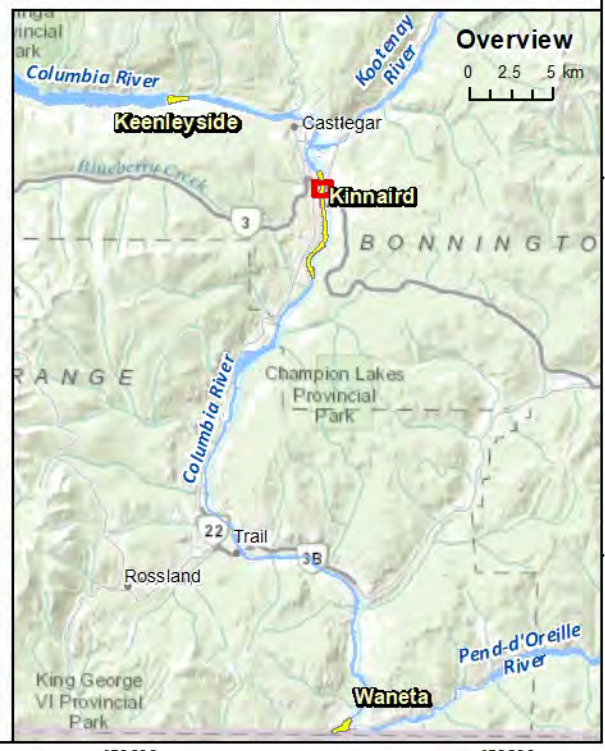 Overview
0 2.5 5 km
Kootenay
River
Columbia River
Keenleyside
Castlegar
Blueberry Creek
Kinnaird
3
BONNINGTO
RANGE
Champion Lakes
Provincial
Park
Columbia River
22
Trail
3B
Rossland
Pend-d'Oreille
River
King George
VI Provincial
Park
Waneta